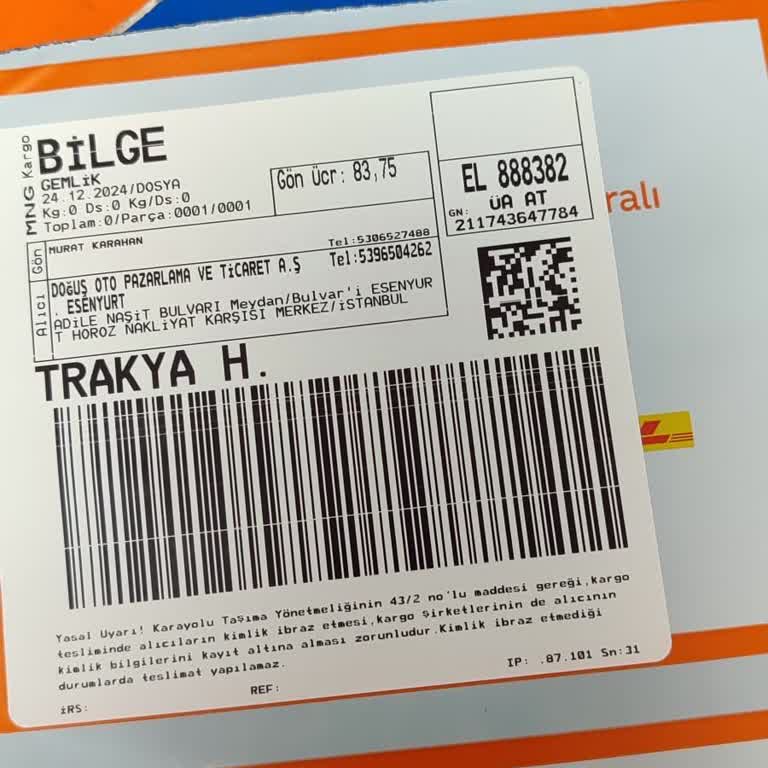 MNG Kargo
BİLGE
GEMLİK
24.12.2024/DOSYA
Kg:0 Ds:0 Kg/Ds:0
Toplam:0/Parça:0001/0001
Gön Ücr: 83,75
EL 888382
ÜA AT
GN: 211743647784
Gön
MURAT KARAHAN
Tel:5306527488
Alıcı
DOĞUŞ OTO PAZARLAMA VE TİCARET A.Ş Tel:5396504262
. ESENYURT
ADİLE NAŞİT BULVARI Meydan/Bulvar'i ESENYUR
T HOROZ NAKLİYAT KARŞISI MERKEZ/İSTANBUL
TRAKYA H.
Yasal Uyarı! Karayolu Taşıma Yönetmeliğinin 43/2 no'lu maddesi gereği,kargo
tesliminde alıcıların kimlik ibraz etmesi,kargo şirketlerinin de alıcının
kimlik bilgilerini kayıt altına alması zorunludur.Kimlik ibraz etmediği
durumlarda teslimat yapılamaz.
IP: .87.101 Sn:31
REF:
İRS:
ralı